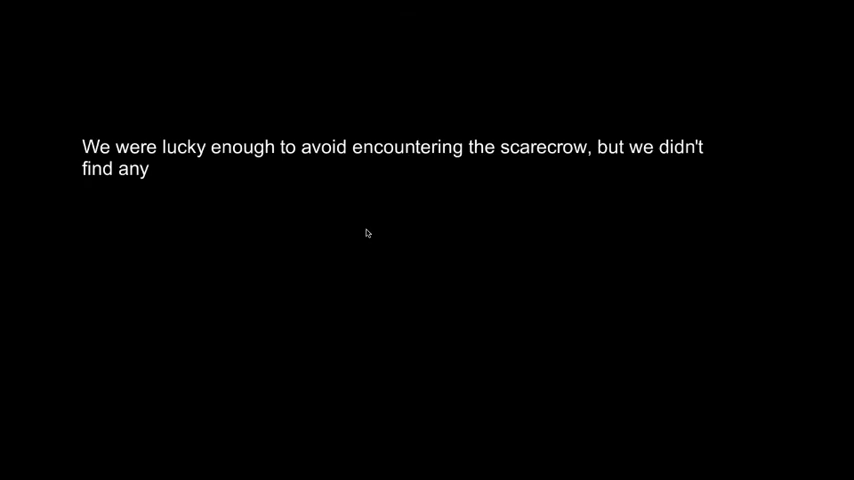 We were lucky enough to avoid encountering the scarecrow, but we didn't
find any